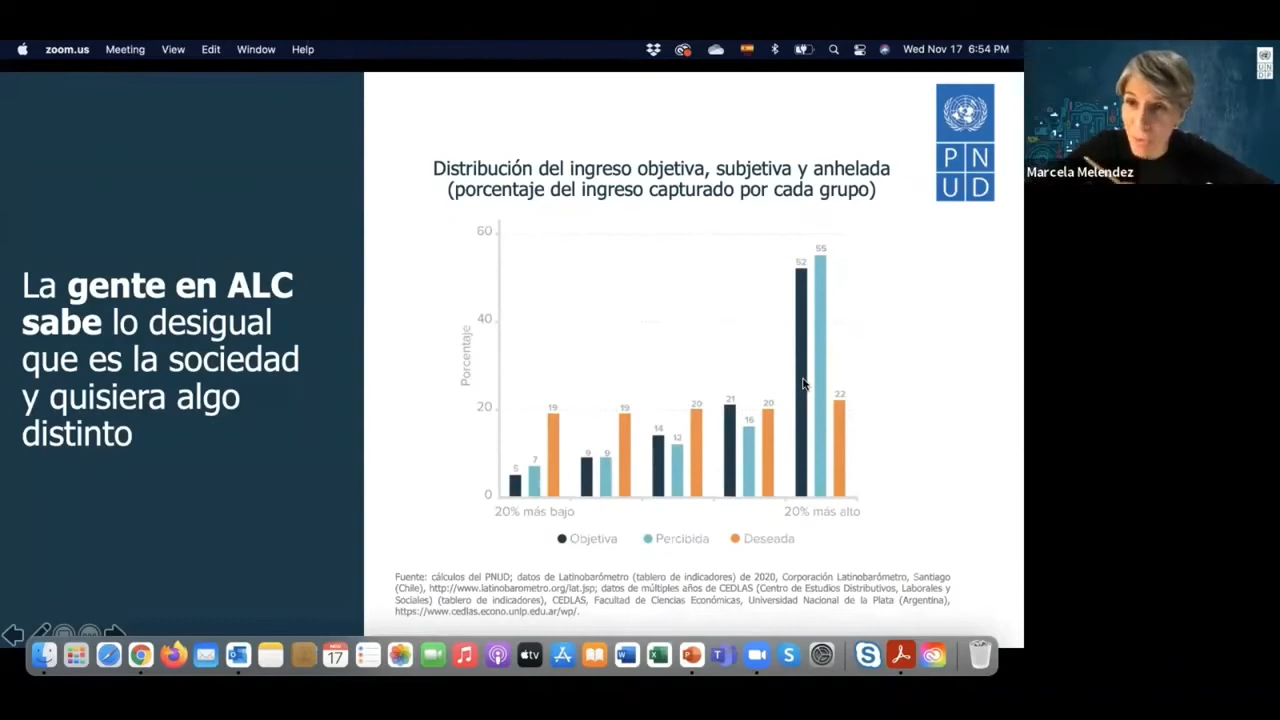 zoom.us Meeting View Edit Window Help Wed Nov 17 6:54 PM
U N
D P
Marcela Melendez
P N
U D
La gente en ALC
sabe lo desigual
que es la sociedad
y quisiera algo
distinto
Distribución del ingreso objetiva, subjetiva y anhelada
(porcentaje del ingreso capturado por cada grupo)
Porcentaje
60
40
20
0
5 7 19
9 9 19
14 12 20
21 16 20
52 55 22
20% más bajo 20% más alto
Objetiva Percibida Deseada
Fuente: cálculos del PNUD; datos de Latinobarómetro (tablero de indicadores) de 2020, Corporación Latinobarómetro, Santiago
(Chile), http://www.latinobarometro.org/lat.jsp; datos de múltiples años de CEDLAS (Centro de Estudios Distributivos, Laborales y
Sociales) (tablero de indicadores), CEDLAS, Facultad de Ciencias Económicas, Universidad Nacional de la Plata (Argentina),
https://www.cedlas.econo.unlp.edu.ar/wp/.
17
tv